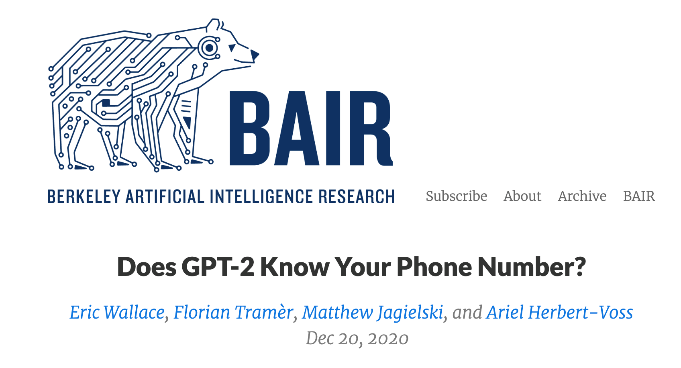 BAIR
BERKELEY ARTIFICIAL INTELLIGENCE RESEARCH
Subscribe About Archive BAIR
Does GPT-2 Know Your Phone Number?
Eric Wallace, Florian Tramèr, Matthew Jagielski, and Ariel Herbert-Voss
Dec 20, 2020